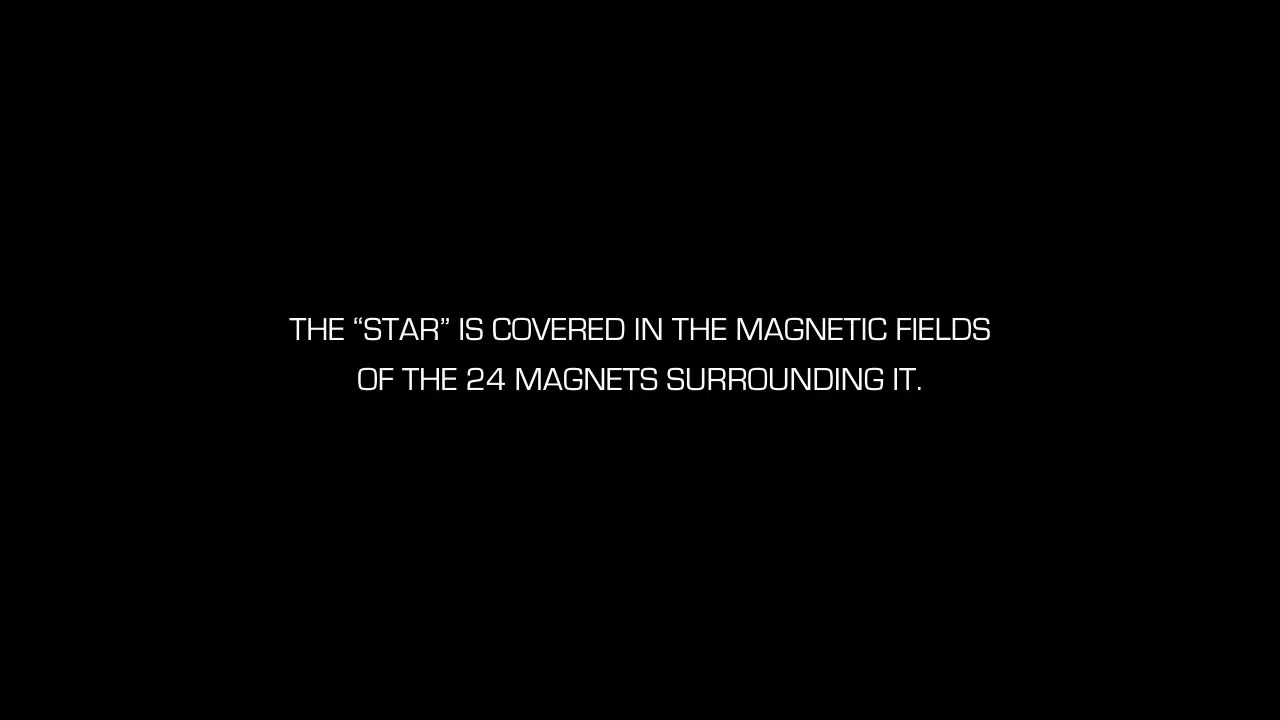 THE “STAR” IS COVERED IN THE MAGNETIC FIELDS
OF THE 24 MAGNETS SURROUNDING IT.